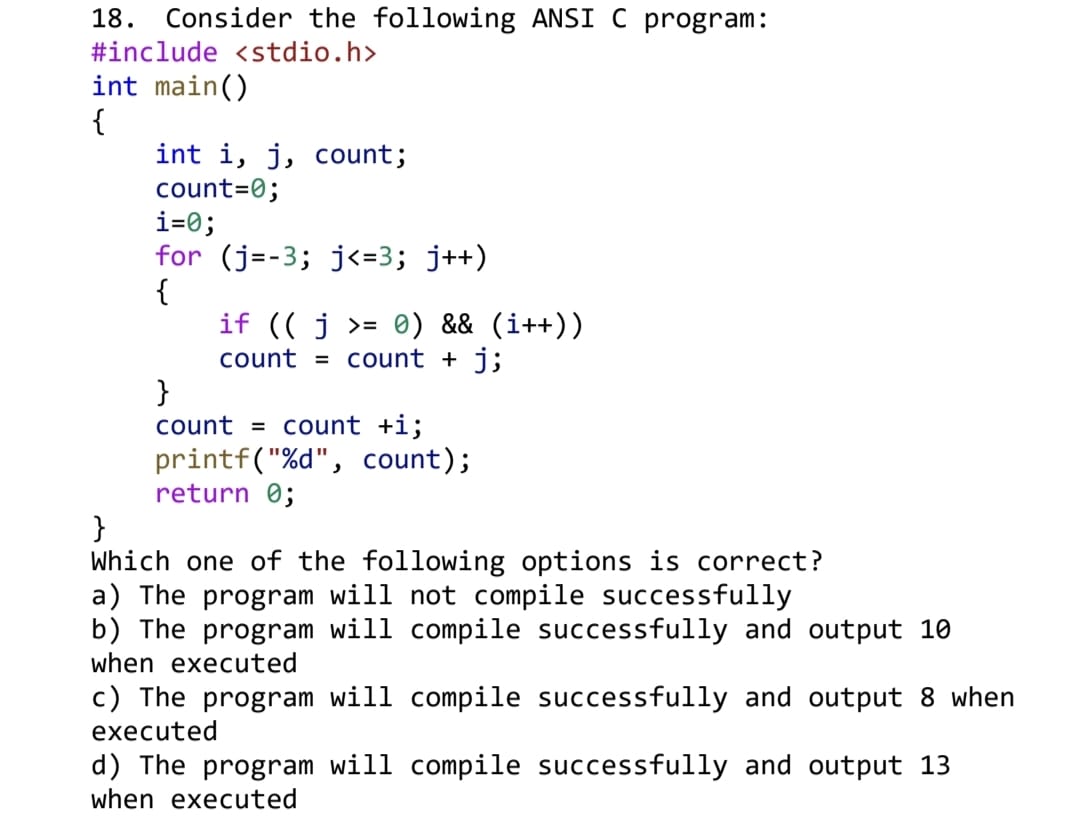 18.  Consider the following ANSI C program:
#include <stdio.h>
int main()
{
    int i, j, count;
    count=0;
    i=0;
    for (j=-3; j<=3; j++)
    {
        if (( j >= 0) && (i++))
        count = count + j;
    }
    count = count +i;
    printf("%d", count);
    return 0;
}
Which one of the following options is correct?
a) The program will not compile successfully
b) The program will compile successfully and output 10
when executed
c) The program will compile successfully and output 8 when
executed
d) The program will compile successfully and output 13
when executed